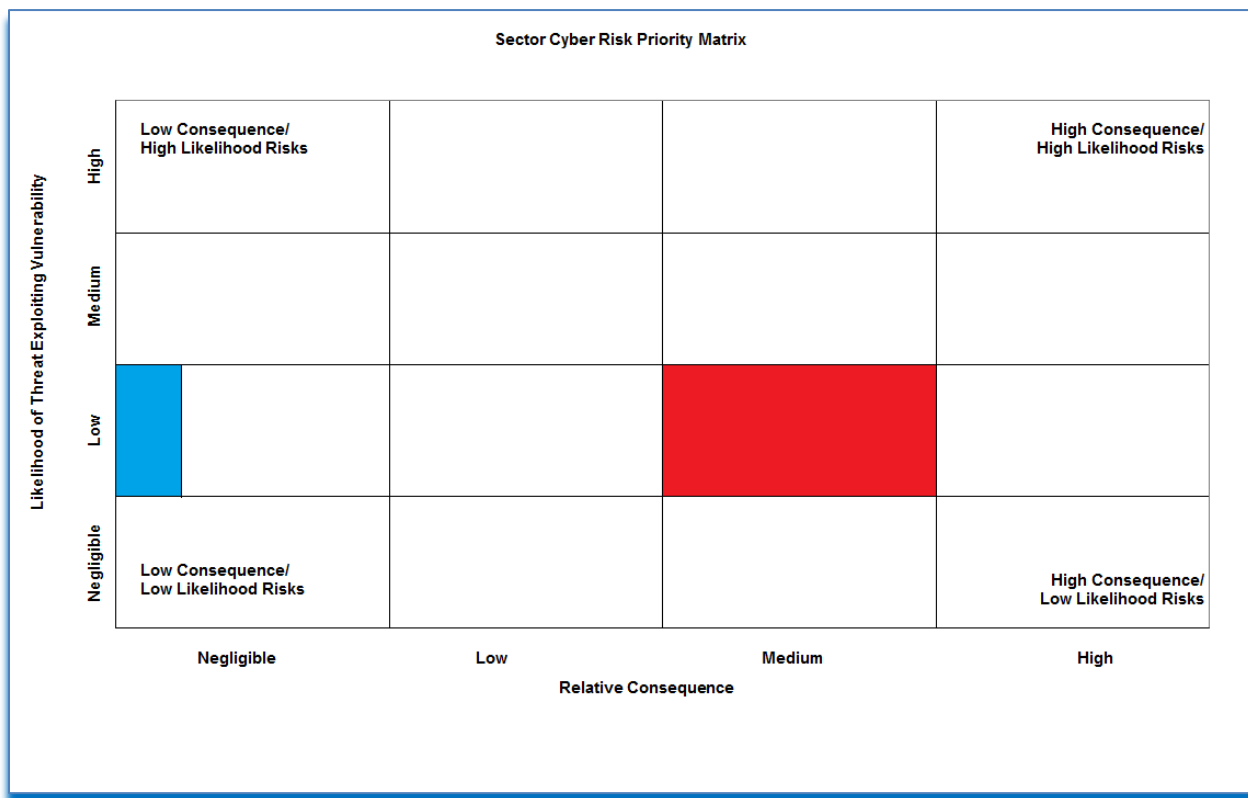 Sector Cyber Risk Priority Matrix
Low Consequence/
High Likelihood Risks
High Consequence/
High Likelihood Risks
Likelihood of Threat Exploiting Vulnerability
High
Medium
Low
Negligible
Low Consequence/
Low Likelihood Risks
High Consequence/
Low Likelihood Risks
Negligible
Low
Medium
High
Relative Consequence